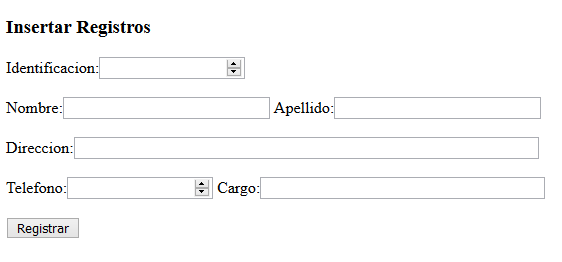 Insertar Registros
Identificacion:
Nombre: Apellido:
Direccion:
Telefono: Cargo:
Registrar